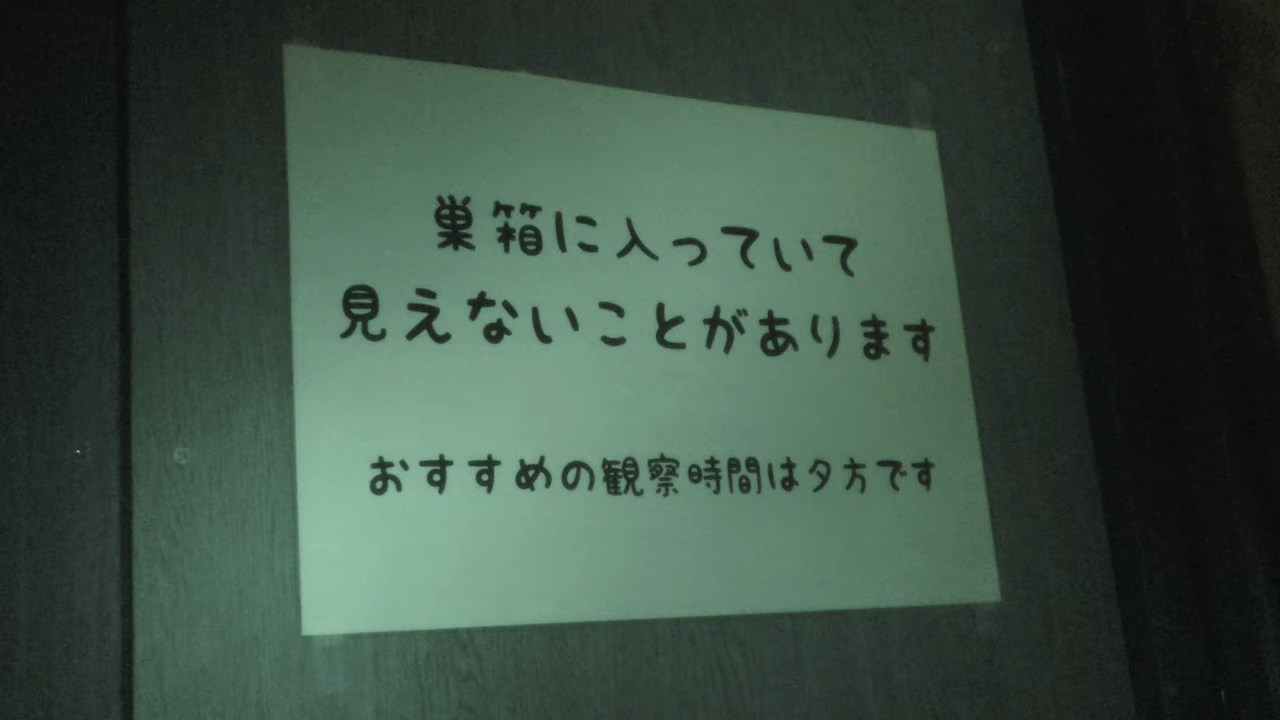 巣箱に入っていて
見えないことがあります
おすすめの観察時間は夕方です